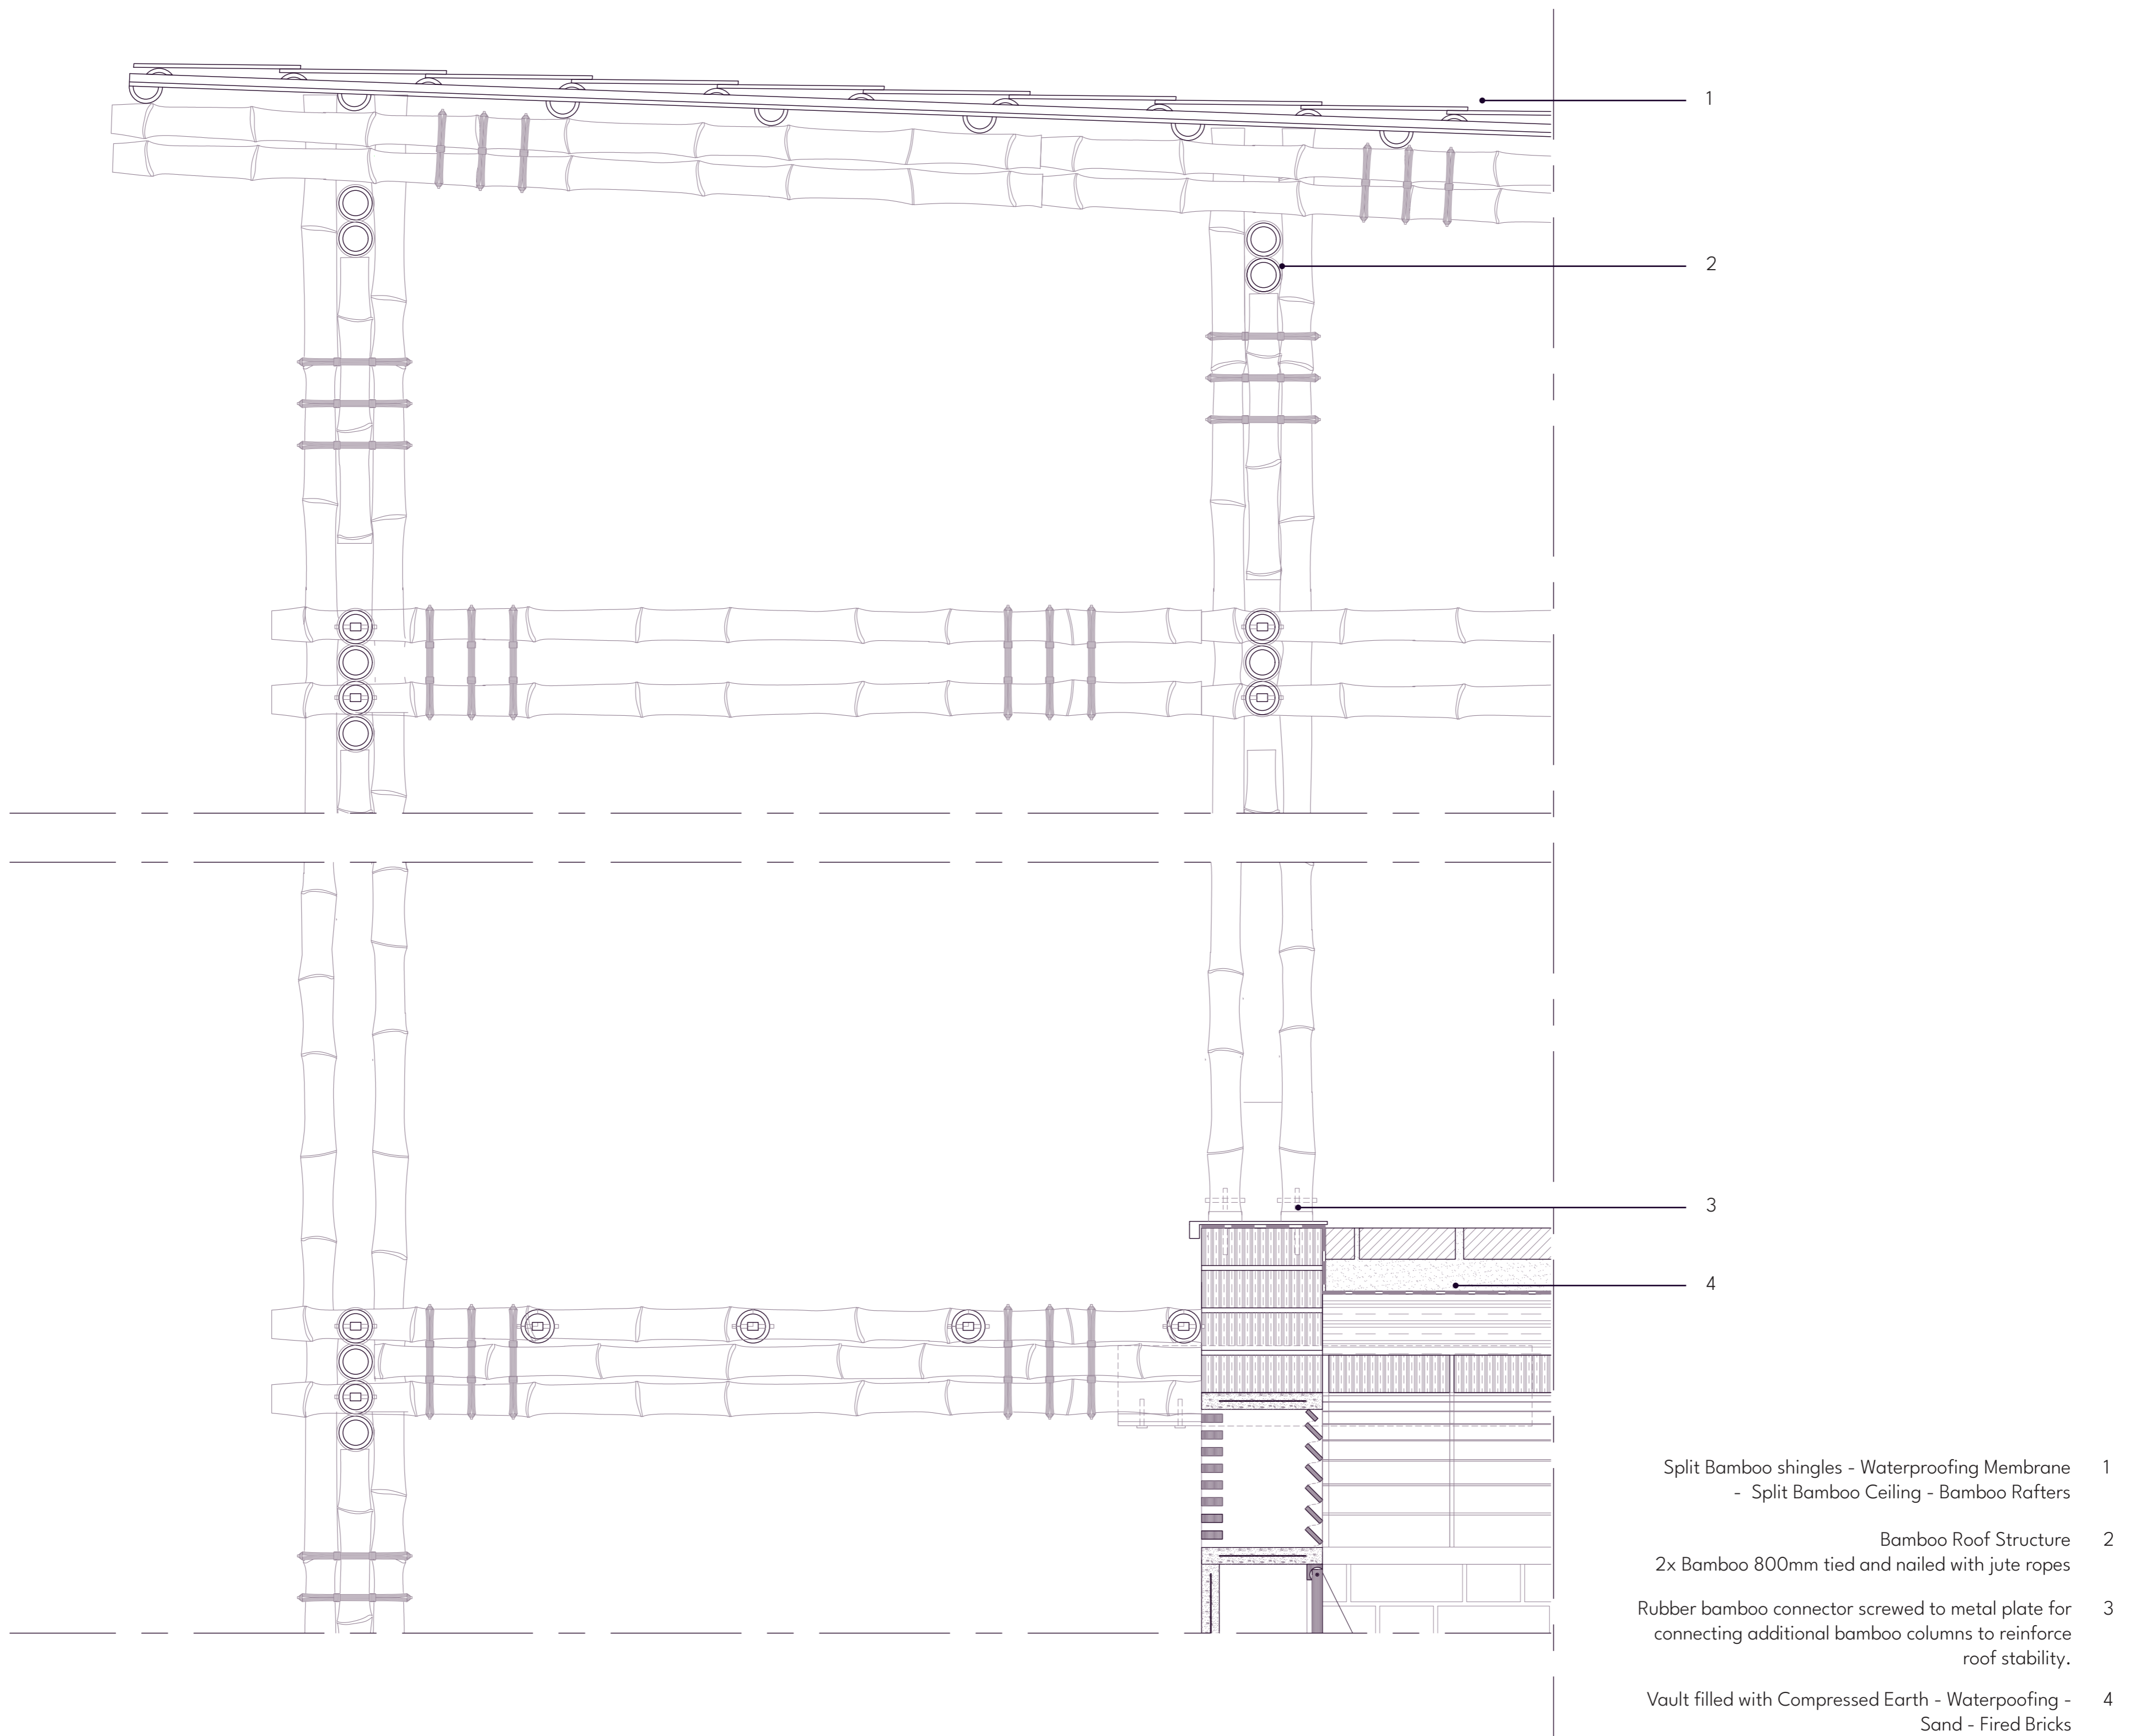 1
2
3
4
Split Bamboo shingles - Waterproofing Membrane 1
- Split Bamboo Ceiling - Bamboo Rafters
Bamboo Roof Structure 2
2x Bamboo 800mm tied and nailed with jute ropes
Rubber bamboo connector screwed to metal plate for 3
connecting additional bamboo columns to reinforce
roof stability.
Vault filled with Compressed Earth - Waterpoofing - 4
Sand - Fired Bricks